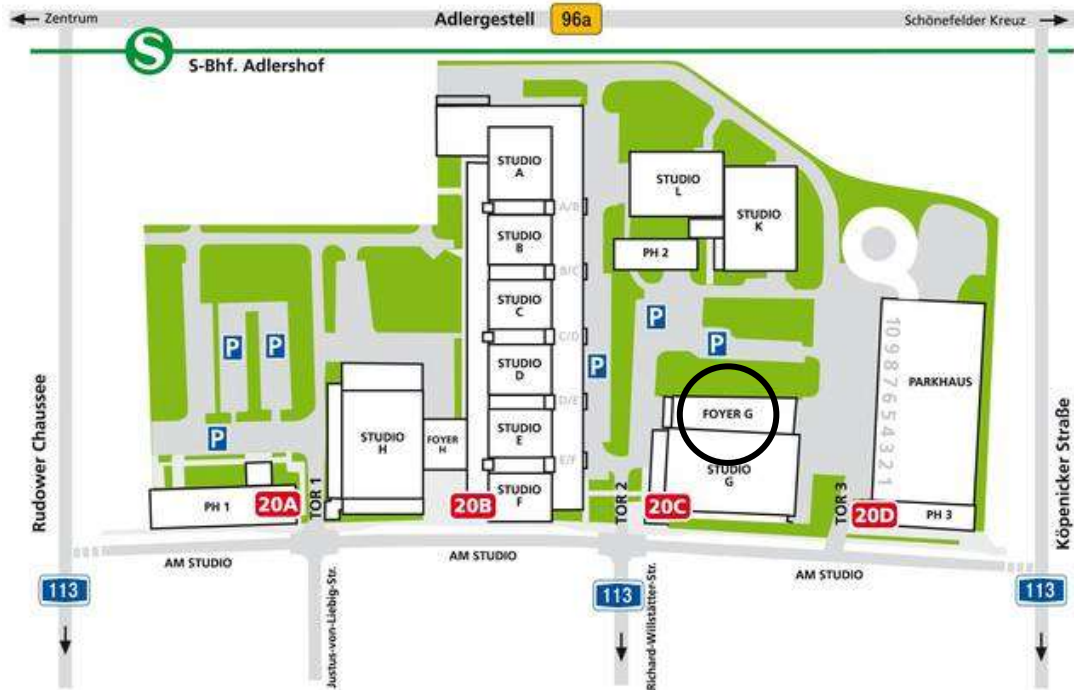 Zentrum
Adlergestell
96a
Schönefelder Kreuz
S
S-Bhf. Adlershof
STUDIO
A
A/B
STUDIO
B
B/C
STUDIO
C
C/D
STUDIO
D
D/E
STUDIO
E
E/F
STUDIO
F
STUDIO
L
STUDIO
K
PH 2
P
P
P
P
P
P
FOYER G
STUDIO
G
PARKHAUS
10 9 8 7 6 5 4 3 2 1
STUDIO
H
FOYER
H
PH 1
20A
TOR 1
20B
TOR 2
20C
TOR 3
20D
PH 3
Rudower Chaussee
Köpenicker Straße
AM STUDIO
AM STUDIO
AM STUDIO
113
Justus-von-Liebig-Str.
113
Richard-Willstätter-Str.
113